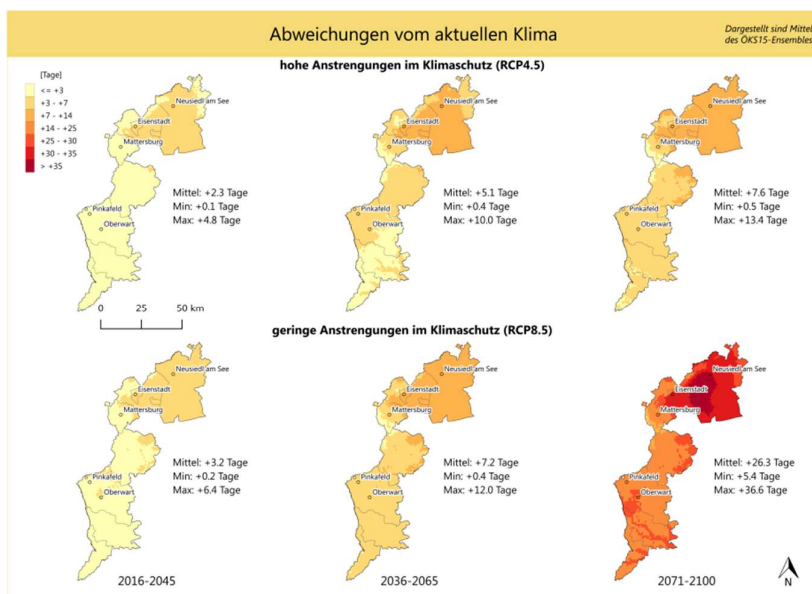 Abweichungen vom aktuellen Klima
Dargestellt sind Mittel
des ÖKS15-Ensembles
hohe Anstrengungen im Klimaschutz (RCP4.5)
[Tage]
<= +3
+3 - +7
+7 - +14
+14 - +25
+25 - +30
+30 - +35
> +35
Neusiedl am See
Eisenstadt
Mattersburg
Pinkafeld
Oberwart
Mittel: +2.3 Tage
Min: +0.1 Tage
Max: +4.8 Tage
Neusiedl am See
Eisenstadt
Mattersburg
Pinkafeld
Oberwart
Mittel: +5.1 Tage
Min: +0.4 Tage
Max: +10.0 Tage
Neusiedl am See
Eisenstadt
Mattersburg
Pinkafeld
Oberwart
Mittel: +7.6 Tage
Min: +0.5 Tage
Max: +13.4 Tage
0 25 50 km
geringe Anstrengungen im Klimaschutz (RCP8.5)
Neusiedl am See
Eisenstadt
Mattersburg
Pinkafeld
Oberwart
Mittel: +3.2 Tage
Min: +0.2 Tage
Max: +6.4 Tage
2016-2045
Neusiedl am See
Eisenstadt
Mattersburg
Pinkafeld
Oberwart
Mittel: +7.2 Tage
Min: +0.4 Tage
Max: +12.0 Tage
2036-2065
Neusiedl am See
Eisenstadt
Mattersburg
Pinkafeld
Oberwart
Mittel: +26.3 Tage
Min: +5.4 Tage
Max: +36.6 Tage
2071-2100
N